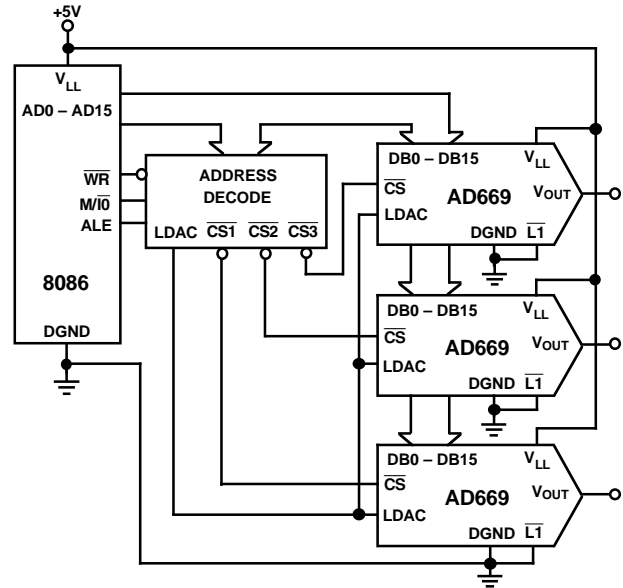 +5V
V_LL
AD0 – AD15
WR
M/I0
ALE
8086
DGND
ADDRESS
DECODE
LDAC CS1 CS2 CS3
DB0 – DB15
V_LL
CS
AD669
V_OUT
LDAC
DGND L1
DB0 – DB15
V_LL
CS
AD669
V_OUT
LDAC
DGND L1
DB0 – DB15
V_LL
CS
AD669
V_OUT
LDAC
DGND L1